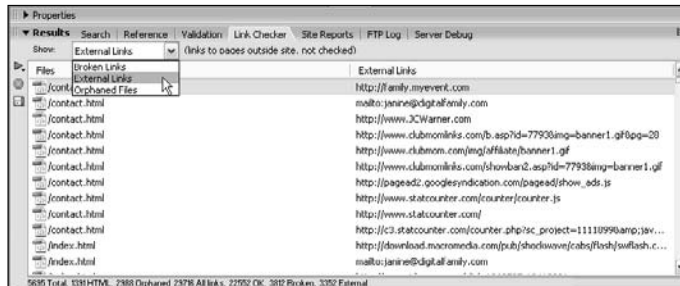 Properties
Results Search Reference Validation Link Checker Site Reports FTP Log Server Debug
Show: External Links (links to pages outside site, not checked)
Broken Links
External Links
Orphaned Files
Files External Links
/cont http://family.myevent.com
/contact.html mailto:janine@digitalfamily.com
/contact.html http://www.JCWarner.com
/contact.html http://www.clubmomlinks.com/b.asp?id=7793&img=banner1.gif&pg=28
/contact.html http://www.clubmom.com/img/affiliate/banner1.gif
/contact.html http://www.clubmomlinks.com/showban2.asp?id=7793&img=banner1.gif
/contact.html http://pagead2.googlesyndication.com/pagead/show_ads.js
/contact.html http://www.statcounter.com/counter/counter.js
/contact.html http://www.statcounter.com/
/contact.html http://c3.statcounter.com/counter.php?sc_project=1111099&amp;jav...
/index.html http://download.macromedia.com/pub/shockwave/cabs/flash/swflash.c...
/index.html mailto:janine@digitalfamily.com
5695 Total, 1391HTML, 2988 Orphaned 29716 All links, 22552 OK, 3812 Broken, 3352 External